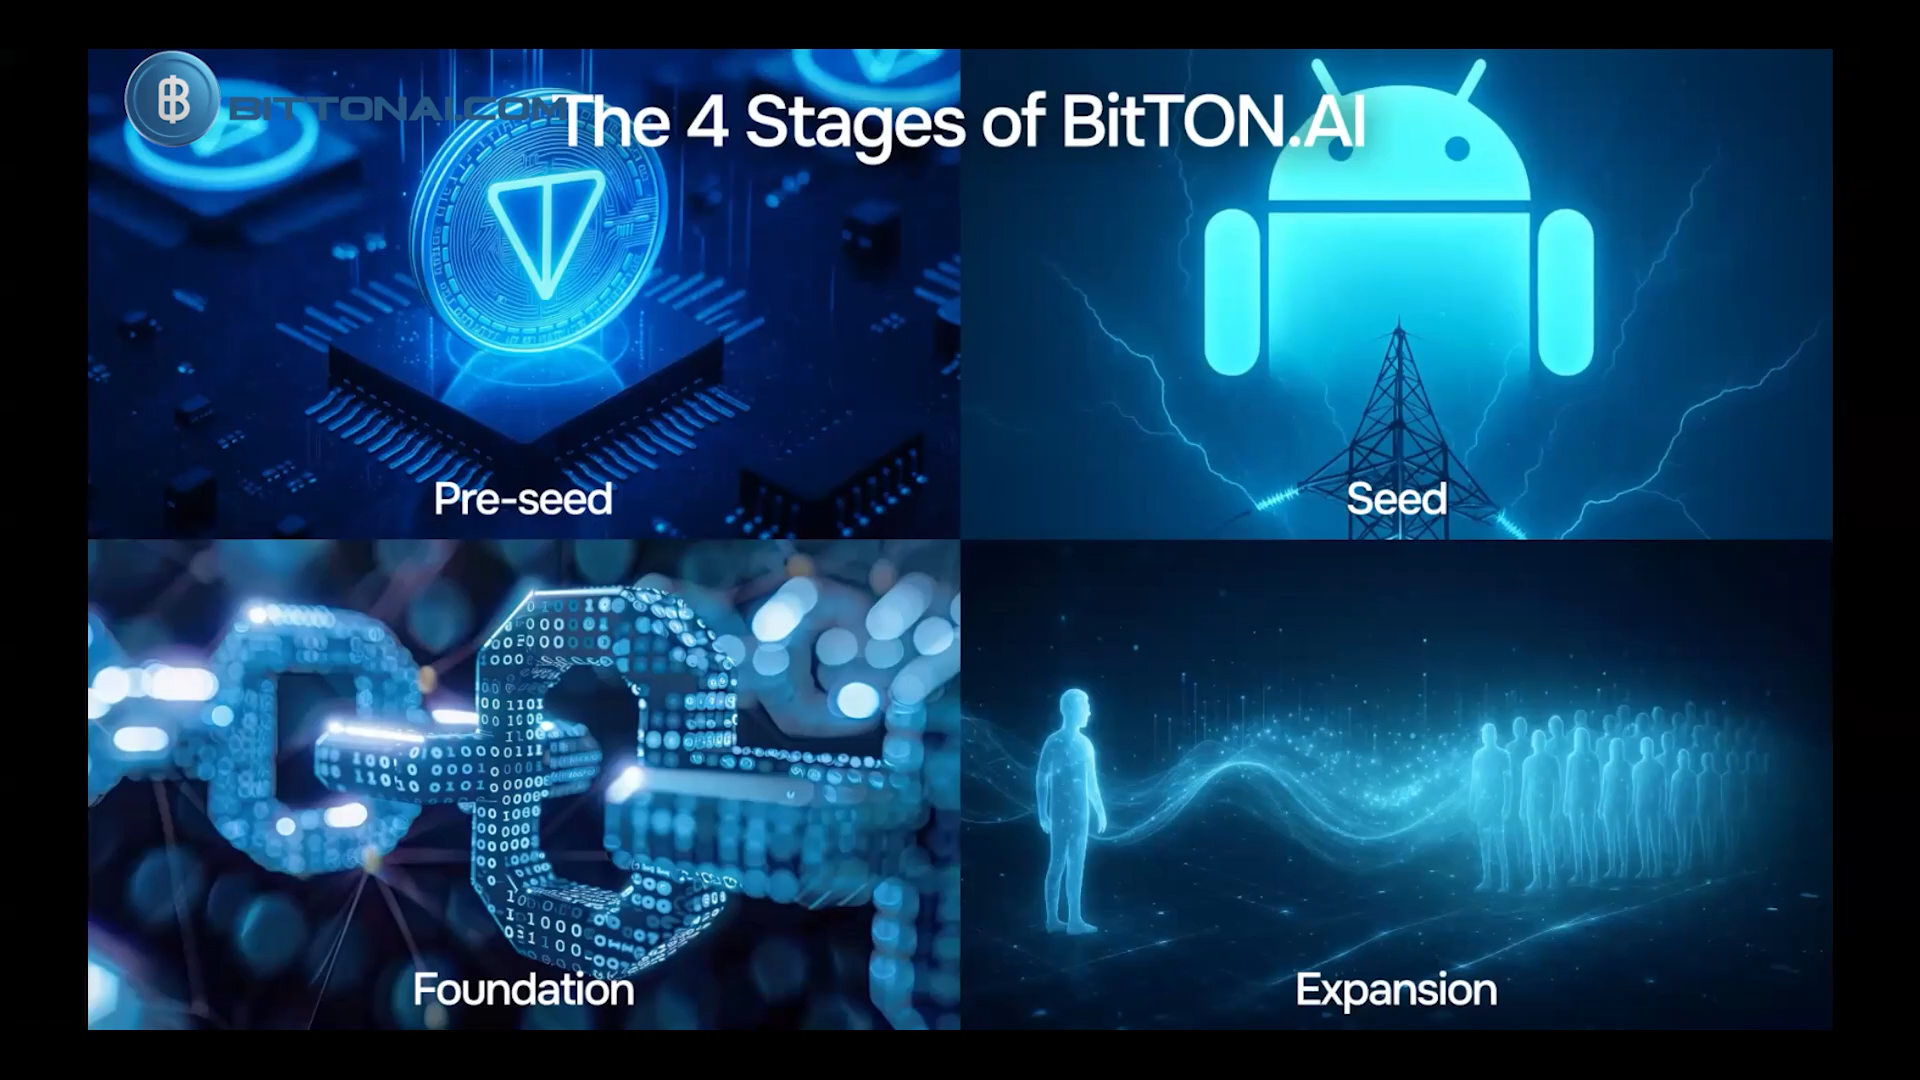 BITTONAI.COM
The 4 Stages of BitTON.AI
Pre-seed
Seed
Foundation
Expansion